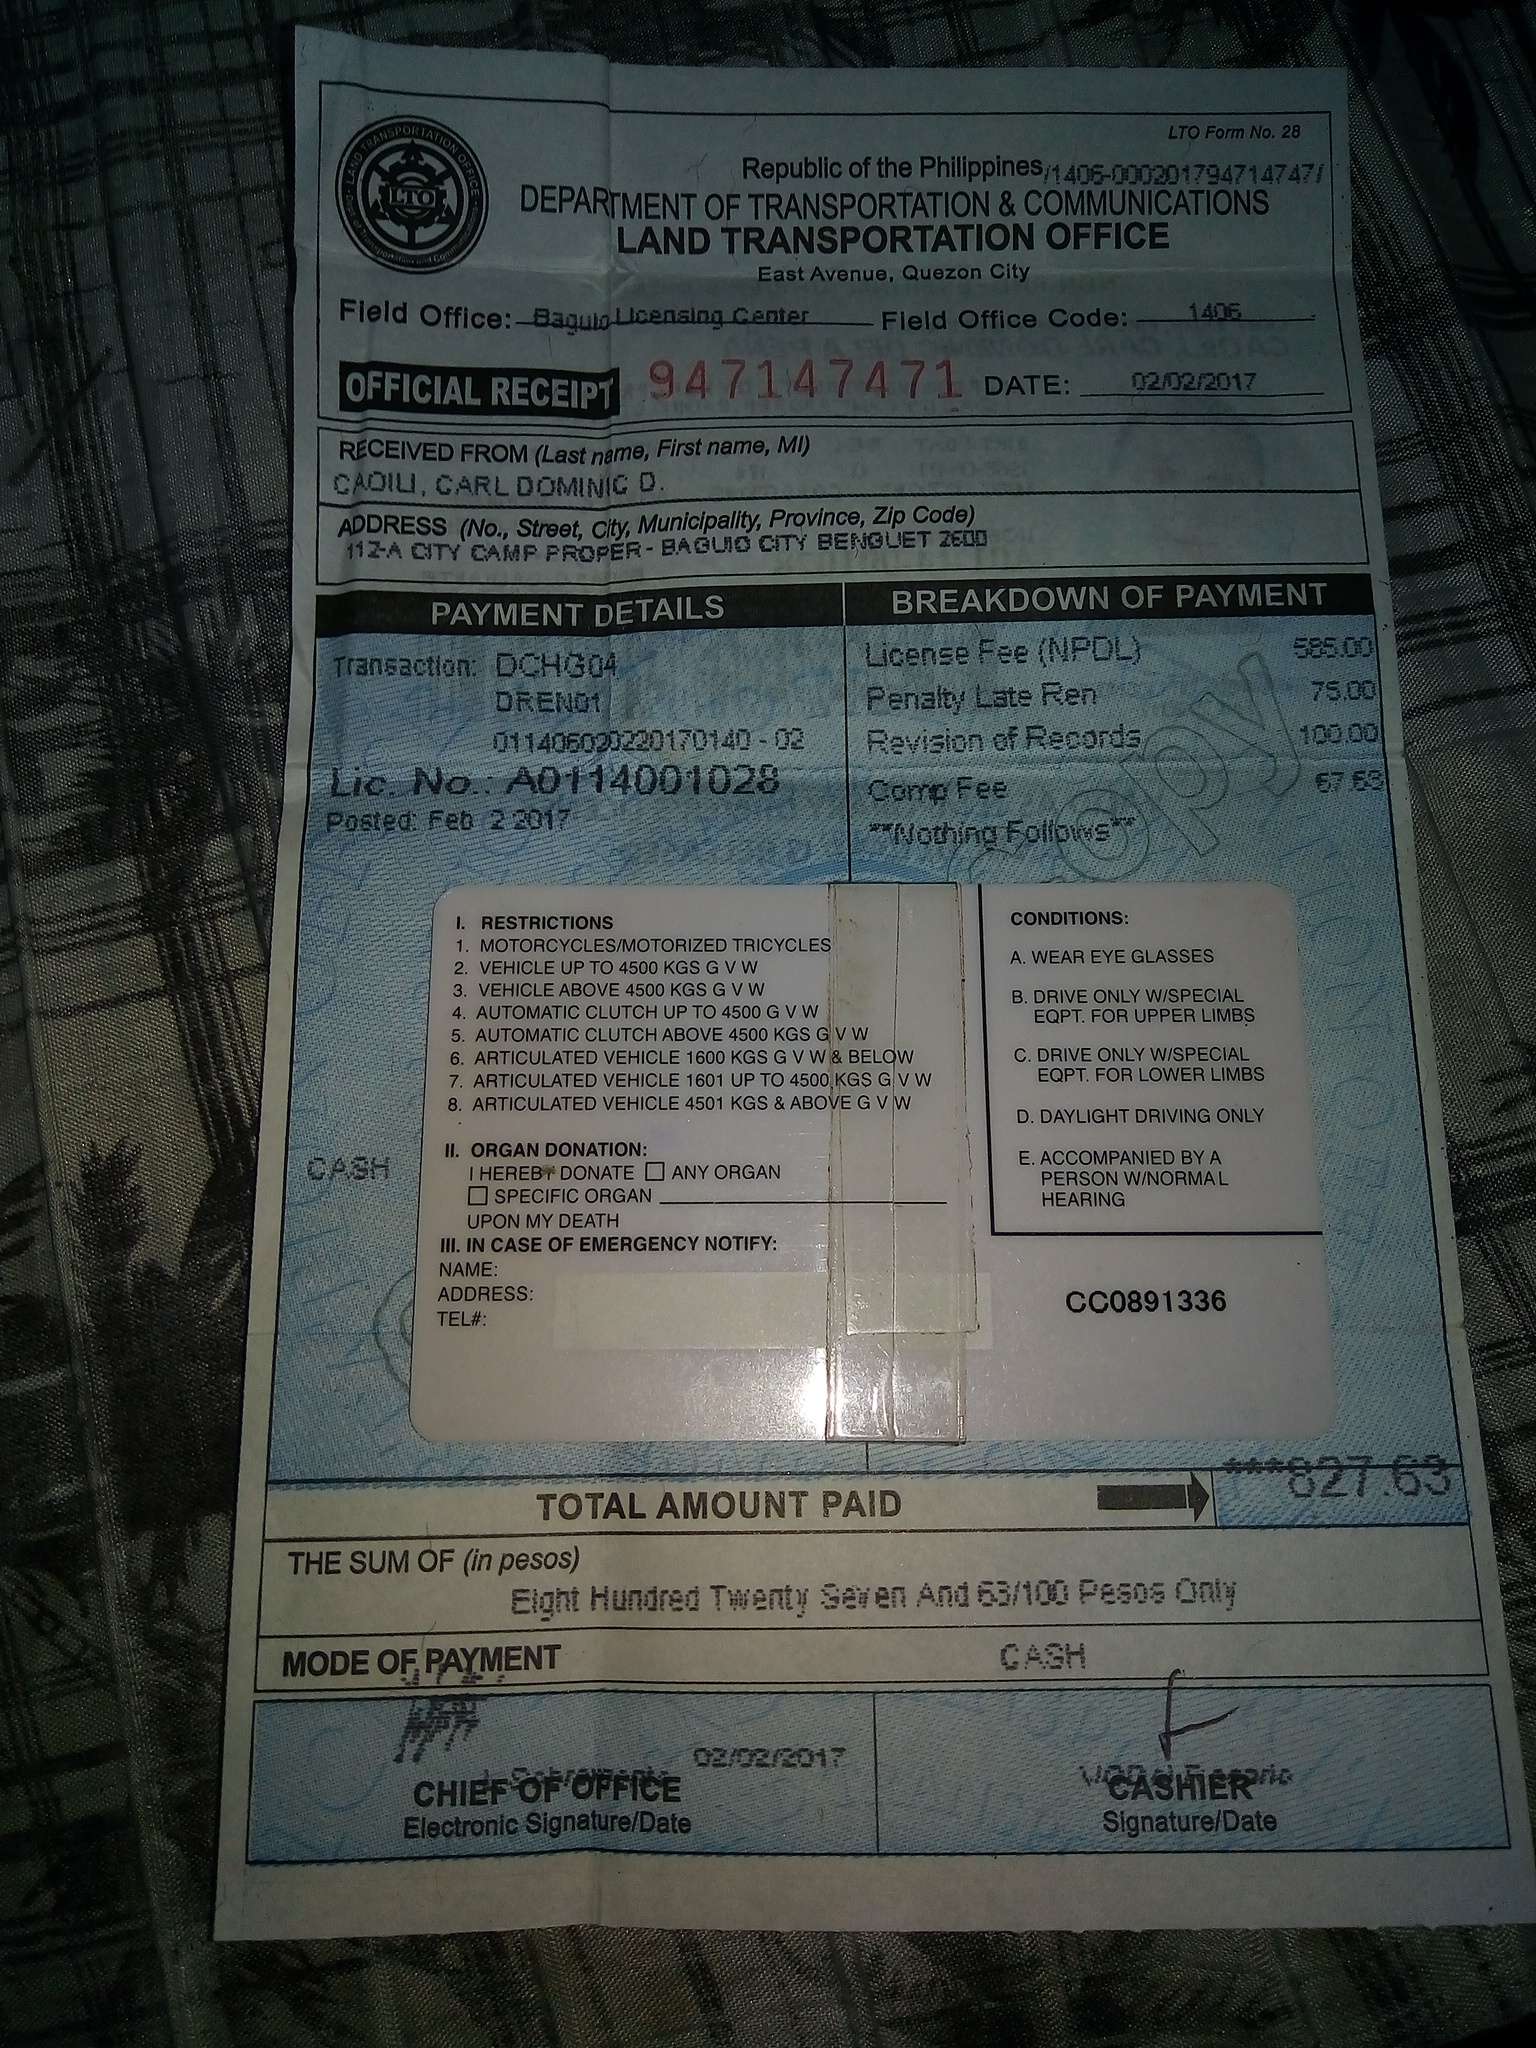 LTO Form No. 28
LAND TRANSPORTATION OFFICE
LTO
Republic of the Philippines /1406-000201794714747/
DEPARTMENT OF TRANSPORTATION & COMMUNICATIONS
LAND TRANSPORTATION OFFICE
East Avenue, Quezon City
Field Office: Baguio Licensing Center Field Office Code: 1406
OFFICIAL RECEIPT 947147471 DATE: 02/02/2017
RECEIVED FROM (Last name, First name, MI)
CAOILI, CARL DOMINIC D.
ADDRESS (No., Street, City, Municipality, Province, Zip Code)
112-A CITY CAMP PROPER - BAGUIO CITY BENGUET 2600
PAYMENT DETAILS BREAKDOWN OF PAYMENT
Transaction: DCHG04 License Fee (NPDL) 585.00
DREN01 Penalty Late Ren 75.00
011406020220170140 - 02 Revision of Records 100.00
Lic. No.: A0114001028 Comp Fee 67.63
Posted: Feb 2 2017 **Nothing Follows**
Copy
I. RESTRICTIONS
1. MOTORCYCLES/MOTORIZED TRICYCLES
2. VEHICLE UP TO 4500 KGS G V W
3. VEHICLE ABOVE 4500 KGS G V W
4. AUTOMATIC CLUTCH UP TO 4500 G V W
5. AUTOMATIC CLUTCH ABOVE 4500 KGS G V W
6. ARTICULATED VEHICLE 1600 KGS G V W & BELOW
7. ARTICULATED VEHICLE 1601 UP TO 4500 KGS G V W
8. ARTICULATED VEHICLE 4501 KGS & ABOVE G V W
II. ORGAN DONATION:
I HEREBY DONATE ANY ORGAN
SPECIFIC ORGAN
UPON MY DEATH
III. IN CASE OF EMERGENCY NOTIFY:
NAME:
ADDRESS:
TEL#:
CONDITIONS:
A. WEAR EYE GLASSES
B. DRIVE ONLY W/SPECIAL
EQPT. FOR UPPER LIMBS
C. DRIVE ONLY W/SPECIAL
EQPT. FOR LOWER LIMBS
D. DAYLIGHT DRIVING ONLY
E. ACCOMPANIED BY A
PERSON W/NORMAL
HEARING
CC0891336
CASH
TOTAL AMOUNT PAID ***827.63
THE SUM OF (in pesos)
Eight Hundred Twenty Seven And 63/100 Pesos Only
MODE OF PAYMENT CASH
02/02/2017
CHIEF OF OFFICE CASHIER
Electronic Signature/Date Signature/Date